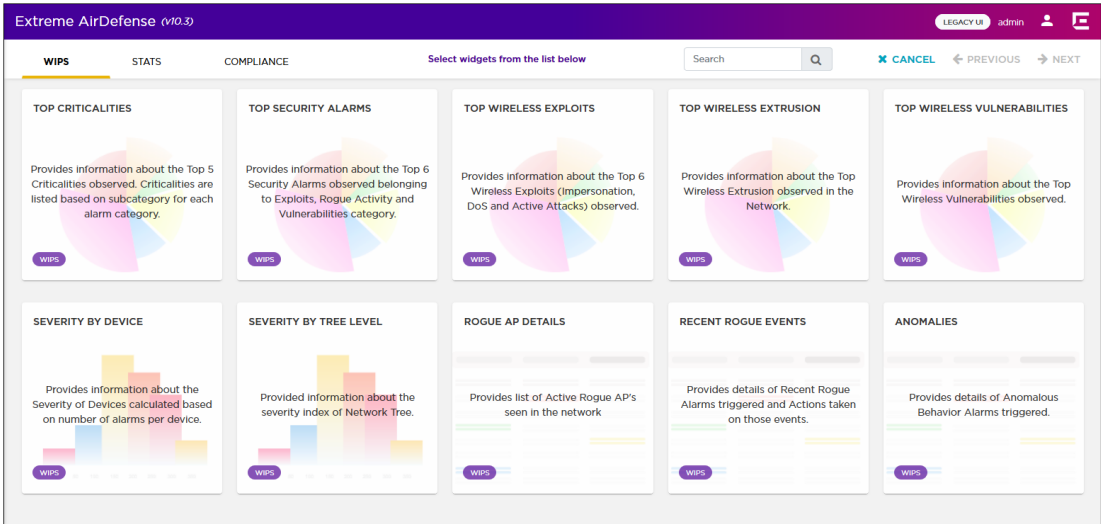 Extreme AirDefense (v10.3)
LEGACY UI admin
WIPS STATS COMPLIANCE Select widgets from the list below Search CANCEL PREVIOUS NEXT
TOP CRITICALITIES
Provides information about the Top 5
Criticalities observed. Criticalities are
listed based on subcategory for each
alarm category.
WIPS
TOP SECURITY ALARMS
Provides information about the Top 6
Security Alarms observed belonging
to Exploits, Rogue Activity and
Vulnerabilities category.
WIPS
TOP WIRELESS EXPLOITS
Provides information about the Top 6
Wireless Exploits (Impersonation,
DoS and Active Attacks) observed.
WIPS
TOP WIRELESS EXTRUSION
Provides information about the Top
Wireless Extrusion observed in the
Network.
WIPS
TOP WIRELESS VULNERABILITIES
Provides information about the Top
Wireless Vulnerabilities observed.
WIPS
SEVERITY BY DEVICE
Provides information about the
Severity of Devices calculated based
on number of alarms per device.
WIPS
SEVERITY BY TREE LEVEL
Provided information about the
severity index of Network Tree.
WIPS
ROGUE AP DETAILS
Provides list of Active Rogue AP's
seen in the network
WIPS
RECENT ROGUE EVENTS
Provides details of Recent Rogue
Alarms triggered and Actions taken
on those events.
WIPS
ANOMALIES
Provides details of Anomalous
Behavior Alarms triggered.
WIPS